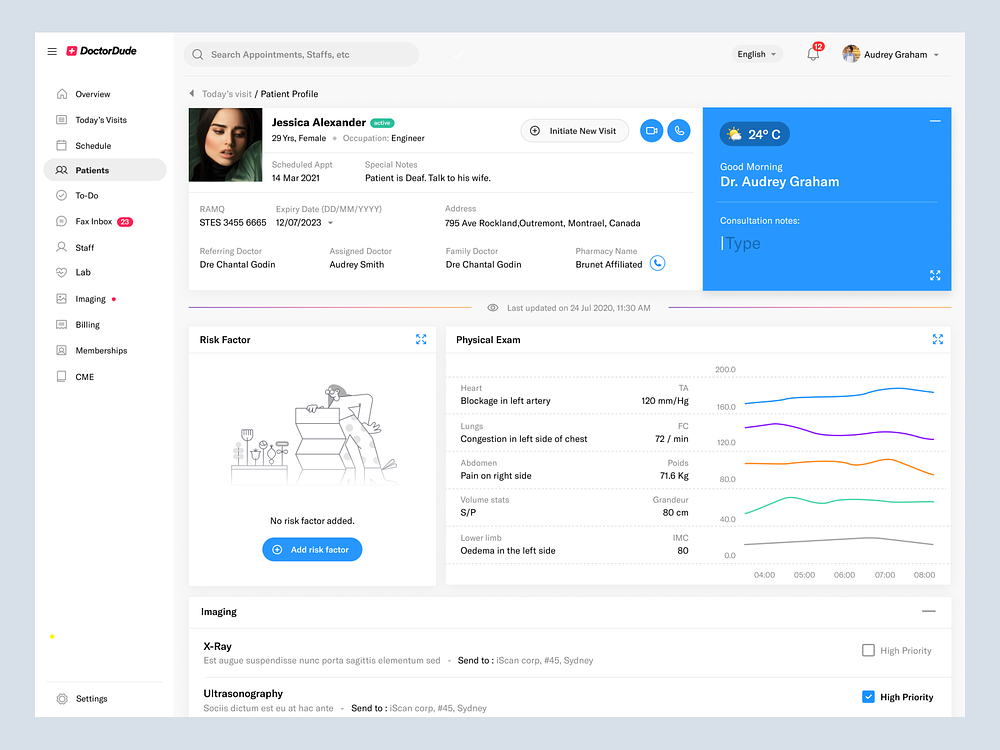 DoctorDude
Search Appointments, Staffs, etc
English
12
Audrey Graham
Overview
Today's Visits
Schedule
Patients
To-Do
Fax Inbox 23
Staff
Lab
Imaging
Billing
Memberships
CME
Settings
Today's visit / Patient Profile
Jessica Alexander active
29 Yrs, Female Occupation: Engineer
Initiate New Visit
Scheduled Appt Special Notes
14 Mar 2021 Patient is Deaf. Talk to his wife.
RAMQ Expiry Date (DD/MM/YYYY) Address
STES 3455 6665 12/07/2023 795 Ave Rockland,Outremont, Montrael, Canada
Referring Doctor Assigned Doctor Family Doctor Pharmacy Name
Dre Chantal Godin Audrey Smith Dre Chantal Godin Brunet Affiliated
24° C
Good Morning
Dr. Audrey Graham
Consultation notes:
Type
Last updated on 24 Jul 2020, 11:30 AM
Risk Factor
No risk factor added.
Add risk factor
Physical Exam
Heart TA
Blockage in left artery 120 mm/Hg
Lungs FC
Congestion in left side of chest 72 / min
Abdomen Poids
Pain on right side 71.6 Kg
Volume stats Grandeur
S/P 80 cm
Lower limb IMC
Oedema in the left side 80
200.0
160.0
120.0
80.0
40.0
0.0
04:00 05:00 06:00 07:00 08:00
Imaging
X-Ray
Est augue suspendisse nunc porta sagittis elementum sed - Send to : iScan corp, #45, Sydney
High Priority
Ultrasonography
Sociis dictum est eu at hac ante - Send to : iScan corp, #45, Sydney
High Priority